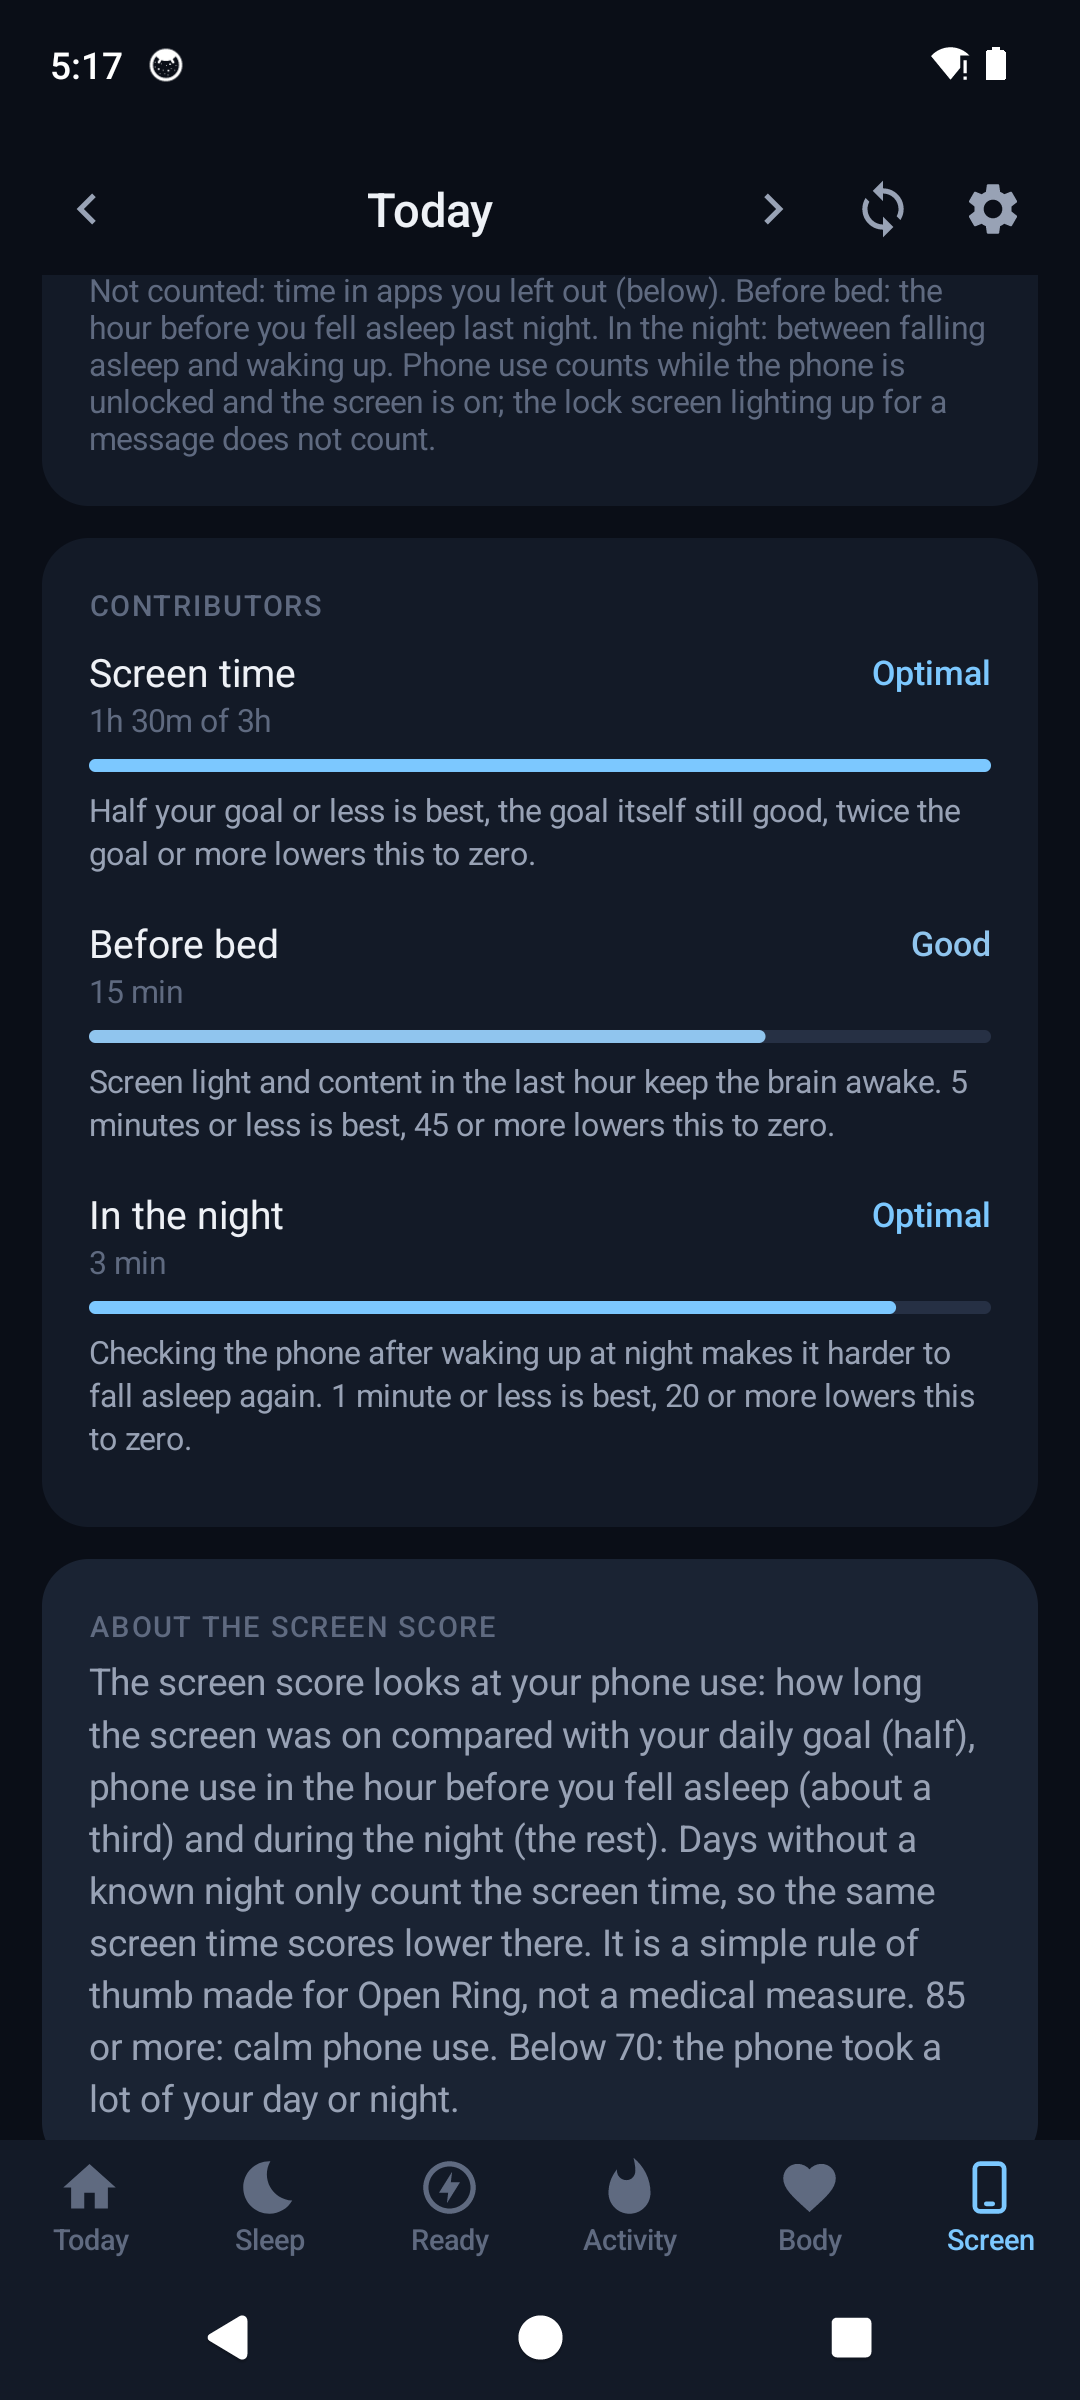 5:17
Today
Not counted: time in apps you left out (below). Before bed: the
hour before you fell asleep last night. In the night: between falling
asleep and waking up. Phone use counts while the phone is
unlocked and the screen is on; the lock screen lighting up for a
message does not count.
CONTRIBUTORS
Screen time
Optimal
1h 30m of 3h
Half your goal or less is best, the goal itself still good, twice the
goal or more lowers this to zero.
Before bed
Good
15 min
Screen light and content in the last hour keep the brain awake. 5
minutes or less is best, 45 or more lowers this to zero.
In the night
Optimal
3 min
Checking the phone after waking up at night makes it harder to
fall asleep again. 1 minute or less is best, 20 or more lowers this
to zero.
ABOUT THE SCREEN SCORE
The screen score looks at your phone use: how long
the screen was on compared with your daily goal (half),
phone use in the hour before you fell asleep (about a
third) and during the night (the rest). Days without a
known night only count the screen time, so the same
screen time scores lower there. It is a simple rule of
thumb made for Open Ring, not a medical measure. 85
or more: calm phone use. Below 70: the phone took a
lot of your day or night.
Today
Sleep
Ready
Activity
Body
Screen